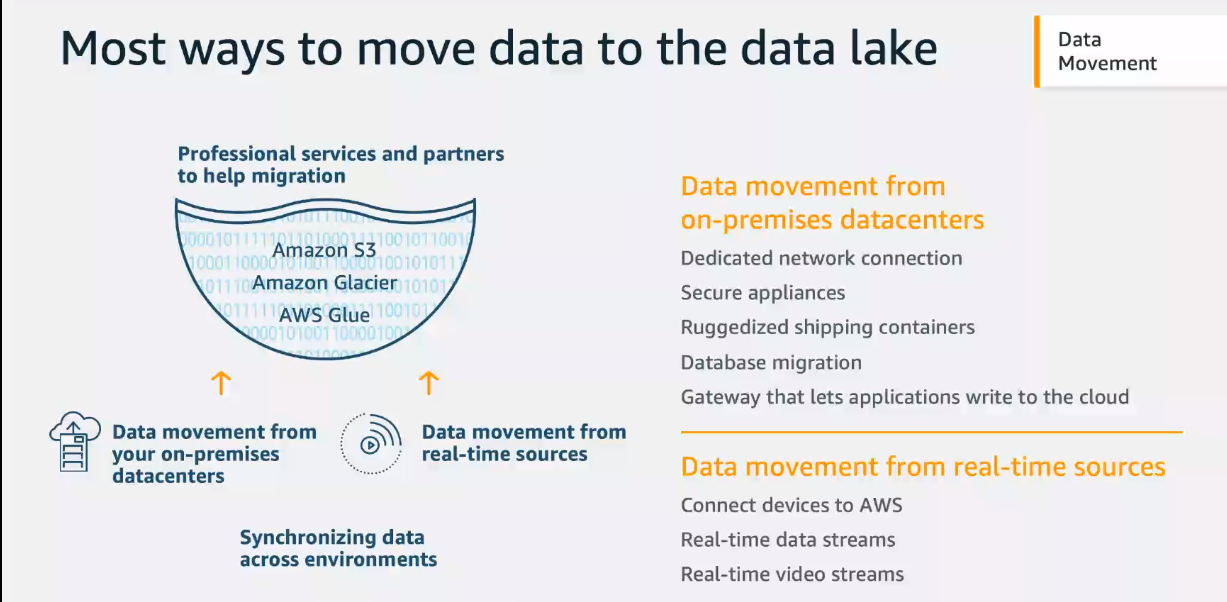 Most ways to move data to the data lake
Data
Movement
Professional services and partners
to help migration
Amazon S3
Amazon Glacier
AWS Glue
Data movement from
your on-premises
datacenters
Data movement from
real-time sources
Synchronizing data
across environments
Data movement from
on-premises datacenters
Dedicated network connection
Secure appliances
Ruggedized shipping containers
Database migration
Gateway that lets applications write to the cloud
Data movement from real-time sources
Connect devices to AWS
Real-time data streams
Real-time video streams